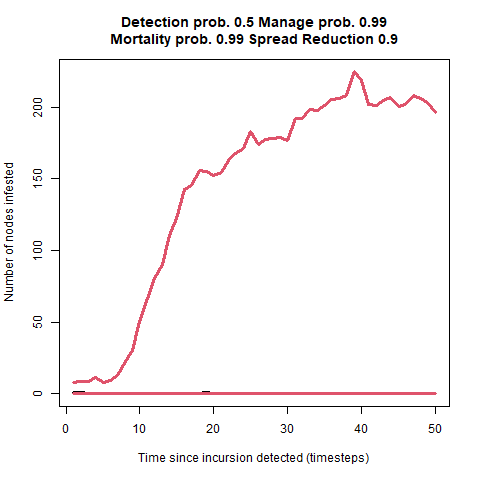 Detection prob. 0.5 Manage prob. 0.99
Mortality prob. 0.99 Spread Reduction 0.9
Number of nodes infested
200
150
100
50
0
0 10 20 30 40 50
Time since incursion detected (timesteps)